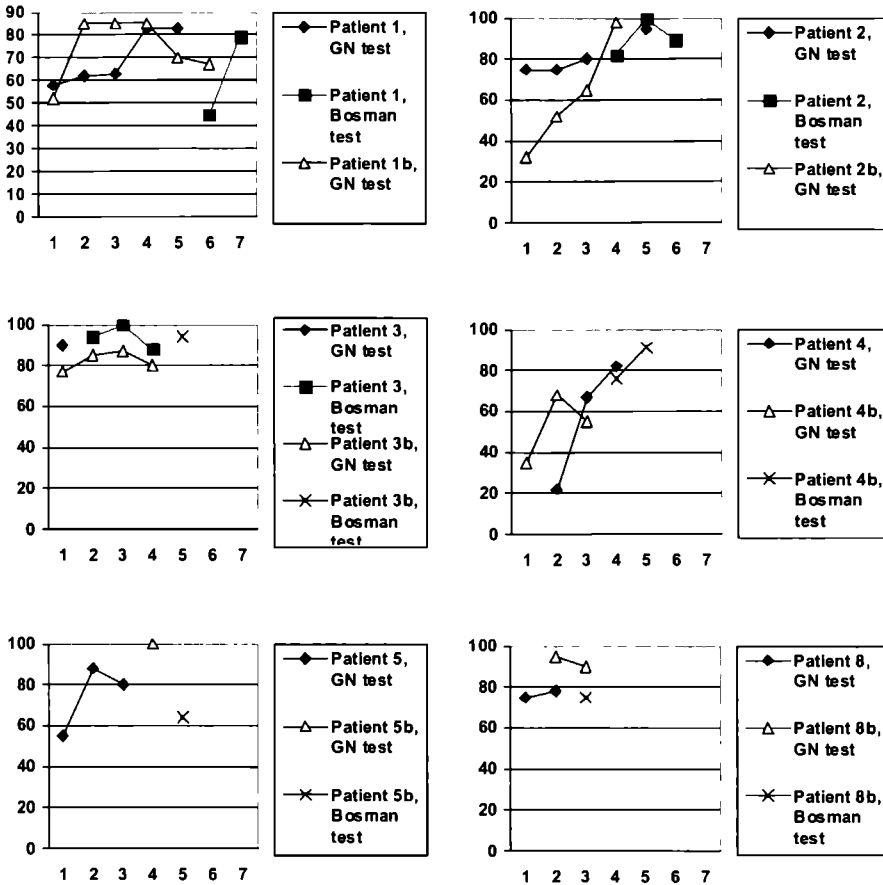 90
80
70
60
50
40
30
20
10
0
1 2 3 4 5 6 7
Patient 1,
GN test
Patient 1,
Bosman
test
Patient 1b,
GN test
100
80
60
40
20
0
1 2 3 4 5 6 7
Patient 2,
GN test
Patient 2,
Bosman
test
Patient 2b,
GN test
100
80
60
40
20
0
1 2 3 4 5 6 7
Patient 3,
GN test
Patient 3,
Bosman
test
Patient 3b,
GN test
Patient 3b,
Bosman
test
100
80
60
40
20
0
1 2 3 4 5 6 7
Patient 4,
GN test
Patient 4b,
GN test
Patient 4b,
Bosman
test
100
80
60
40
20
0
1 2 3 4 5 6 7
Patient 5,
GN test
Patient 5b,
GN test
Patient 5b,
Bosman
test
100
80
60
40
20
0
1 2 3 4 5 6 7
Patient 8,
GN test
Patient 8b,
GN test
Patient 8b,
Bosman
test